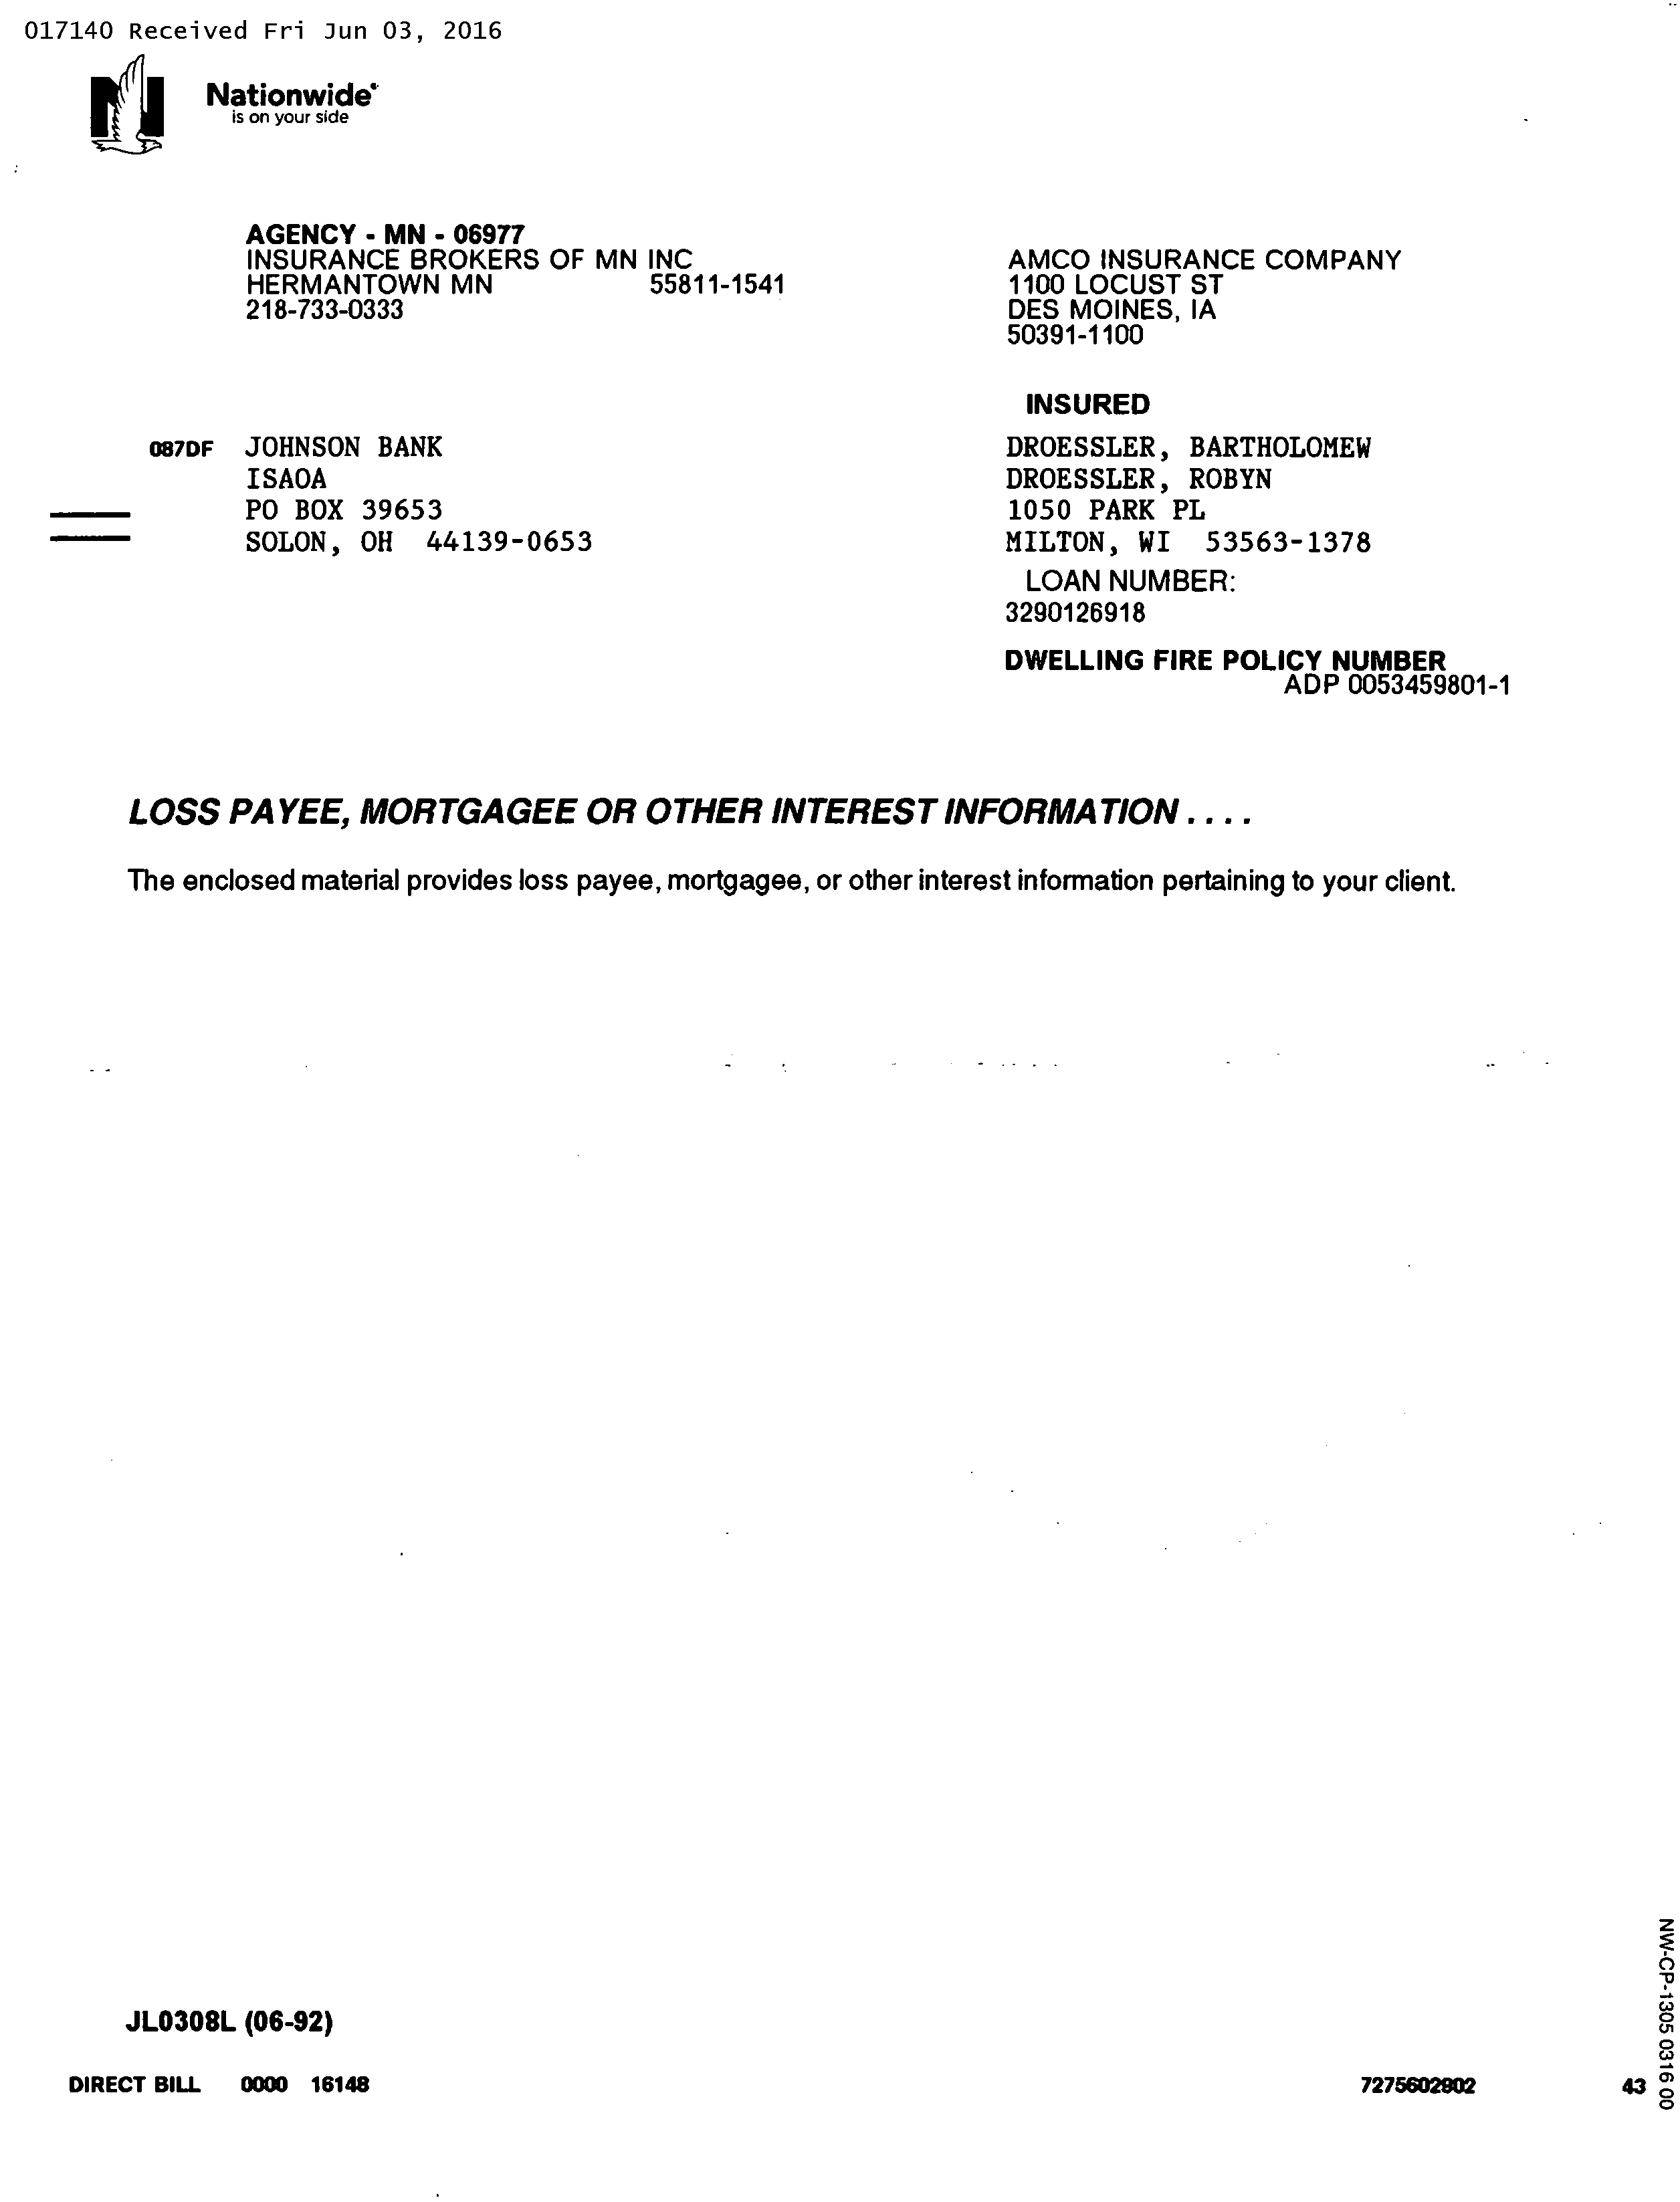 017140 Received Fri Jun 03, 2016
Nationwide®
is on your side
AGENCY - MN - 06977
INSURANCE BROKERS OF MN INC
HERMANTOWN MN 55811-1541
218-733-0333
AMCO INSURANCE COMPANY
1100 LOCUST ST
DES MOINES, IA
50391-1100
087DF JOHNSON BANK
ISAOA
PO BOX 39653
SOLON, OH 44139-0653
INSURED
DROESSLER, BARTHOLOMEW
DROESSLER, ROBYN
1050 PARK PL
MILTON, WI 53563-1378
LOAN NUMBER:
3290126918
DWELLING FIRE POLICY NUMBER
ADP 0053459801-1
LOSS PAYEE, MORTGAGEE OR OTHER INTEREST INFORMATION . . . .
The enclosed material provides loss payee, mortgagee, or other interest information pertaining to your client.
JL0308L (06-92)
DIRECT BILL 0000 16148
7275602902 43
NW-CP-1305 0316 00